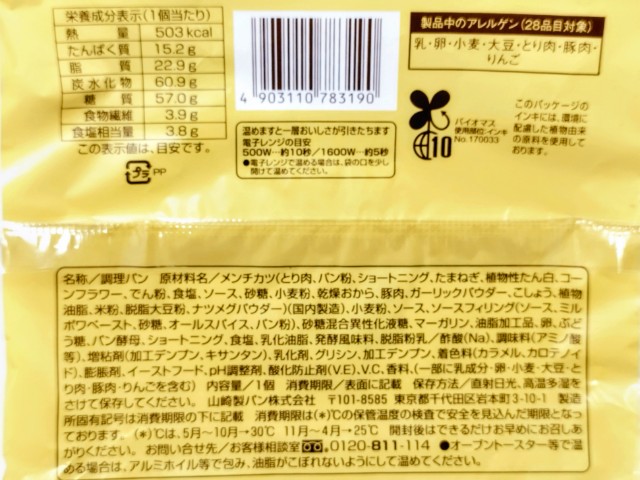 栄養成分表示(1個当たり)
熱量 503kcal
たんぱく質 15.2g
脂質 22.9g
炭水化物 60.9g
糖質 57.0g
食物繊維 3.9g
食塩相当量 3.8g
この表示値は、目安です。
プラ PP
4 903110 783190
温めますと一層おいしさが引きたちます
電子レンジの目安
500W…約10秒/1600W…約5秒
●電子レンジで温める場合は、袋の口を少し
開けて温めてください。
製品中のアレルゲン(28品目対象)
乳・卵・小麦・大豆・とり肉・豚肉・
りんご
バイオマス
使用部位:インキ
No.170033
10
このパッケージの
インキには、環境に
配慮した植物由来
の原料を使用して
おります。
名称/調理パン 原材料名/メンチカツ(とり肉、パン粉、ショートニング、たまねぎ、植物性たん白、コー
ンフラワー、でん粉、食塩、ソース、砂糖、小麦粉、乾燥おから、豚肉、ガーリックパウダー、こしょう、植物
油脂、米粉、脱脂大豆粉、ナツメグパウダー)(国内製造)、小麦粉、ソース、ソースフィリング(ソース、ミル
ポワペースト、砂糖、オールスパイス、パン粉)、砂糖混合異性化液糖、マーガリン、油脂加工品、卵、ぶど
う糖、パン酵母、ショートニング、食塩、乳化油脂、発酵風味料、脱脂粉乳/酢酸(Na)、調味料(アミノ酸
等)、増粘剤(加工デンプン、キサンタン)、乳化剤、グリシン、加工デンプン、着色料(カラメル、カロテノイ
ド)、膨脹剤、イーストフード、pH調整剤、酸化防止剤(V.E)、V.C、香料、(一部に乳成分・卵・小麦・大豆・と
り肉・豚肉・りんごを含む) 内容量/1個 消費期限/表面に記載 保存方法/直射日光、高温多湿を
さけて保存してください。 山崎製パン株式会社 〒101-8585 東京都千代田区岩本町3-10-1 製造
所固有記号は消費期限の下に記載 消費期限は(*)℃の保管温度の検査で安全を見込んだ期限となっ
ております。(*)℃は、5月〜10月→30℃ 11月〜4月→25℃ 開封後はできるだけお早めにお召しあ
がりください。お問い合せ先/お客様相談室 0120-811-114 ●オーブントースター等で温
める場合は、アルミホイル等で包み、油脂がこぼれないようにして温めてください。